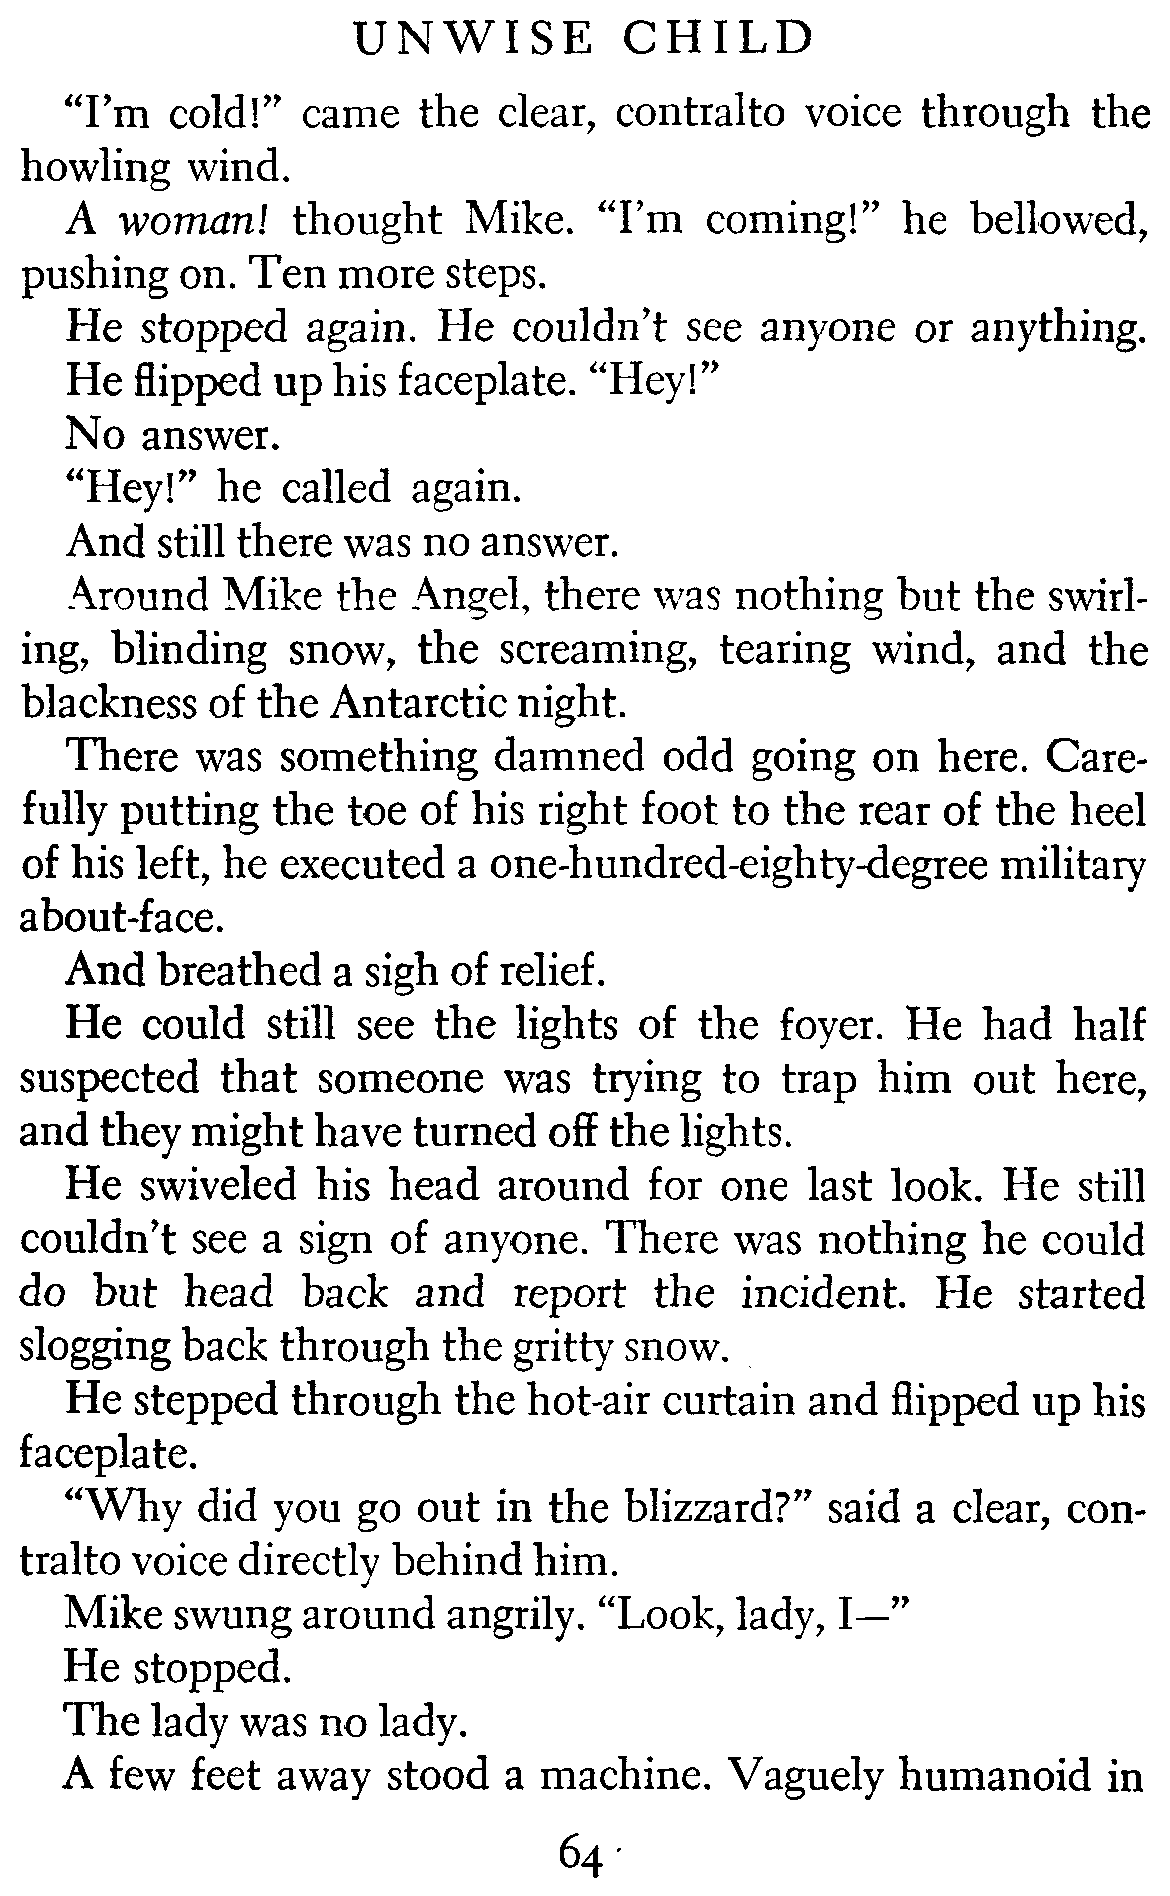 UNWISE CHILD
“I’m cold!” came the clear, contralto voice through the
howling wind.
A woman! thought Mike. “I’m coming!” he bellowed,
pushing on. Ten more steps.
He stopped again. He couldn’t see anyone or anything.
He flipped up his faceplate. “Hey!”
No answer.
“Hey!” he called again.
And still there was no answer.
Around Mike the Angel, there was nothing but the swirl-
ing, blinding snow, the screaming, tearing wind, and the
blackness of the Antarctic night.
There was something damned odd going on here. Care-
fully putting the toe of his right foot to the rear of the heel
of his left, he executed a one-hundred-eighty-degree military
about-face.
And breathed a sigh of relief.
He could still see the lights of the foyer. He had half
suspected that someone was trying to trap him out here,
and they might have turned off the lights.
He swiveled his head around for one last look. He still
couldn’t see a sign of anyone. There was nothing he could
do but head back and report the incident. He started
slogging back through the gritty snow.
He stepped through the hot-air curtain and flipped up his
faceplate.
“Why did you go out in the blizzard?” said a clear, con-
tralto voice directly behind him.
Mike swung around angrily. “Look, lady, I—”
He stopped.
The lady was no lady.
A few feet away stood a machine. Vaguely humanoid in
64